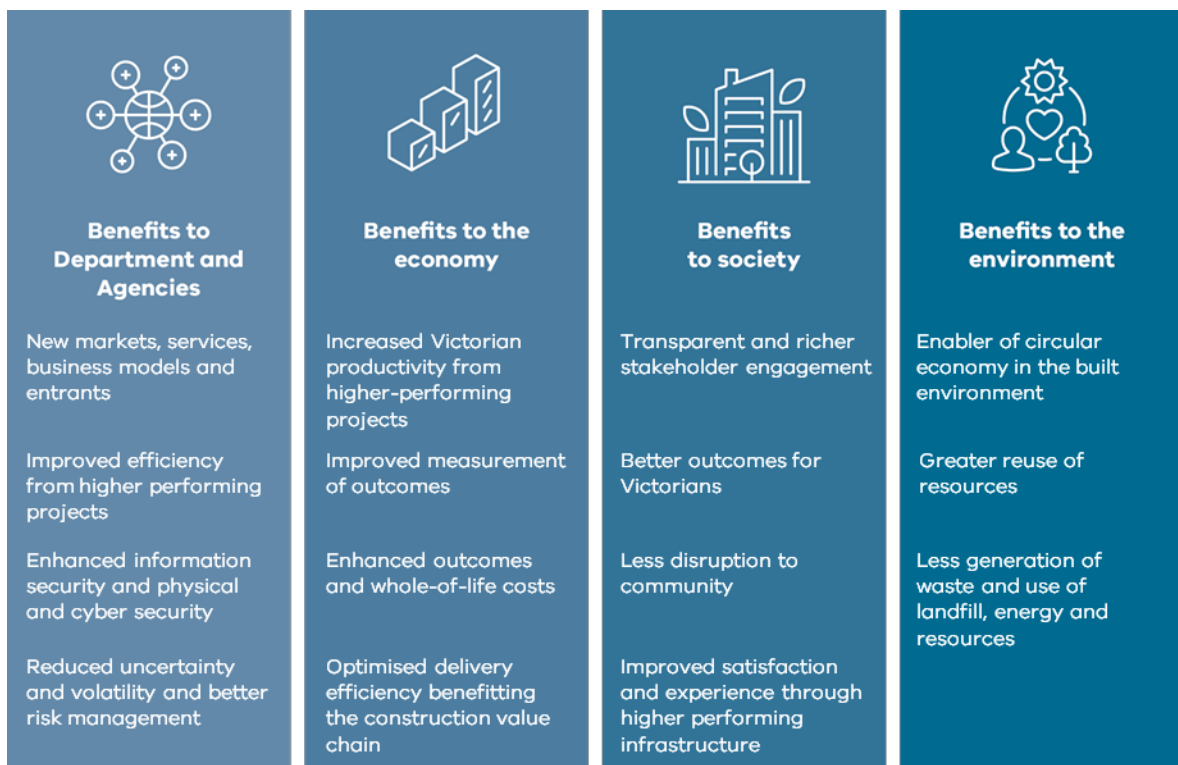 Benefits to
Department and
Agencies
New markets, services,
business models and
entrants
Improved efficiency
from higher performing
projects
Enhanced information
security and physical
and cyber security
Reduced uncertainty
and volatility and better
risk management
Benefits to the
economy
Increased Victorian
productivity from
higher-performing
projects
Improved measurement
of outcomes
Enhanced outcomes
and whole-of-life costs
Optimised delivery
efficiency benefitting
the construction value
chain
Benefits
to society
Transparent and richer
stakeholder engagement
Better outcomes for
Victorians
Less disruption to
community
Improved satisfaction
and experience through
higher performing
infrastructure
Benefits to the
environment
Enabler of circular
economy in the built
environment
Greater reuse of
resources
Less generation of
waste and use of
landfill, energy and
resources